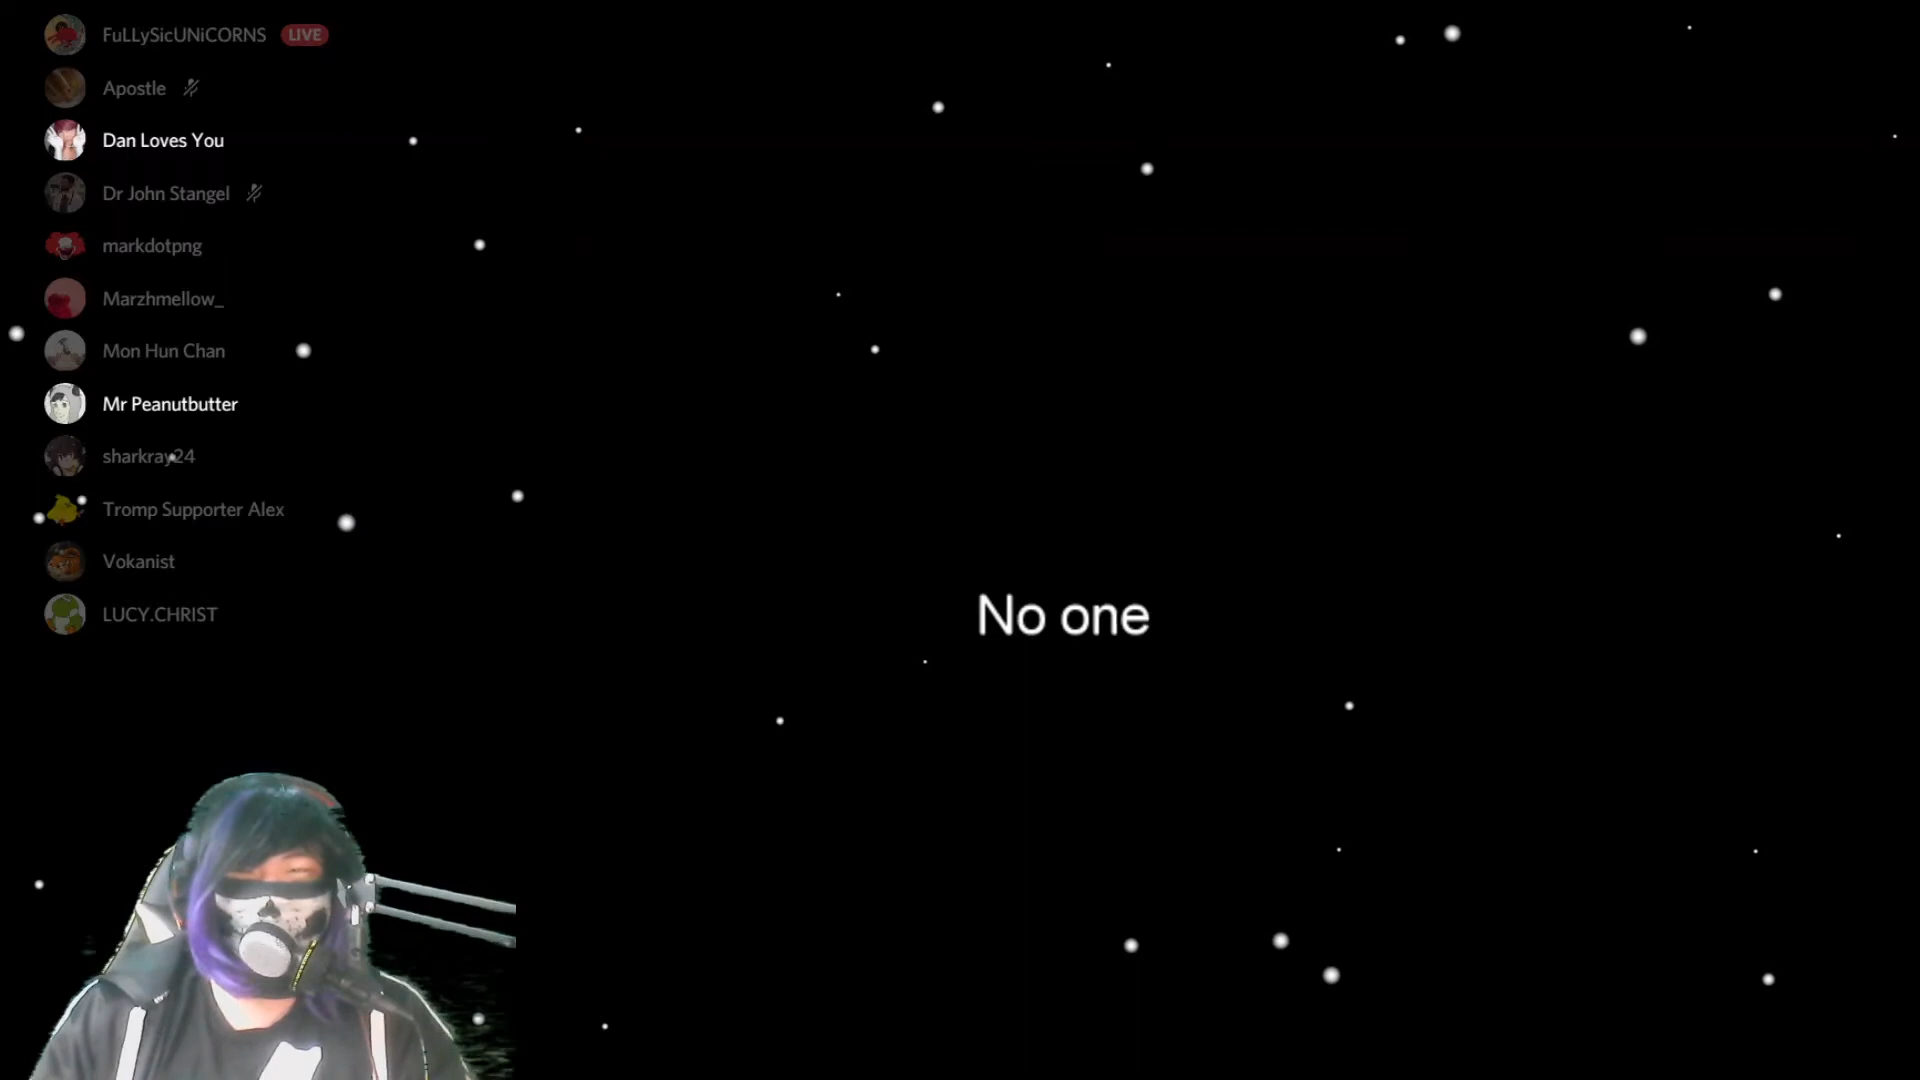 FuLLySicUNiCORNS LIVE
Apostle
Dan Loves You
Dr John Stangel
markdotpng
Marzhmellow_
Mon Hun Chan
Mr Peanutbutter
sharkray24
Tromp Supporter Alex
Vokanist
LUCY.CHRIST
No one